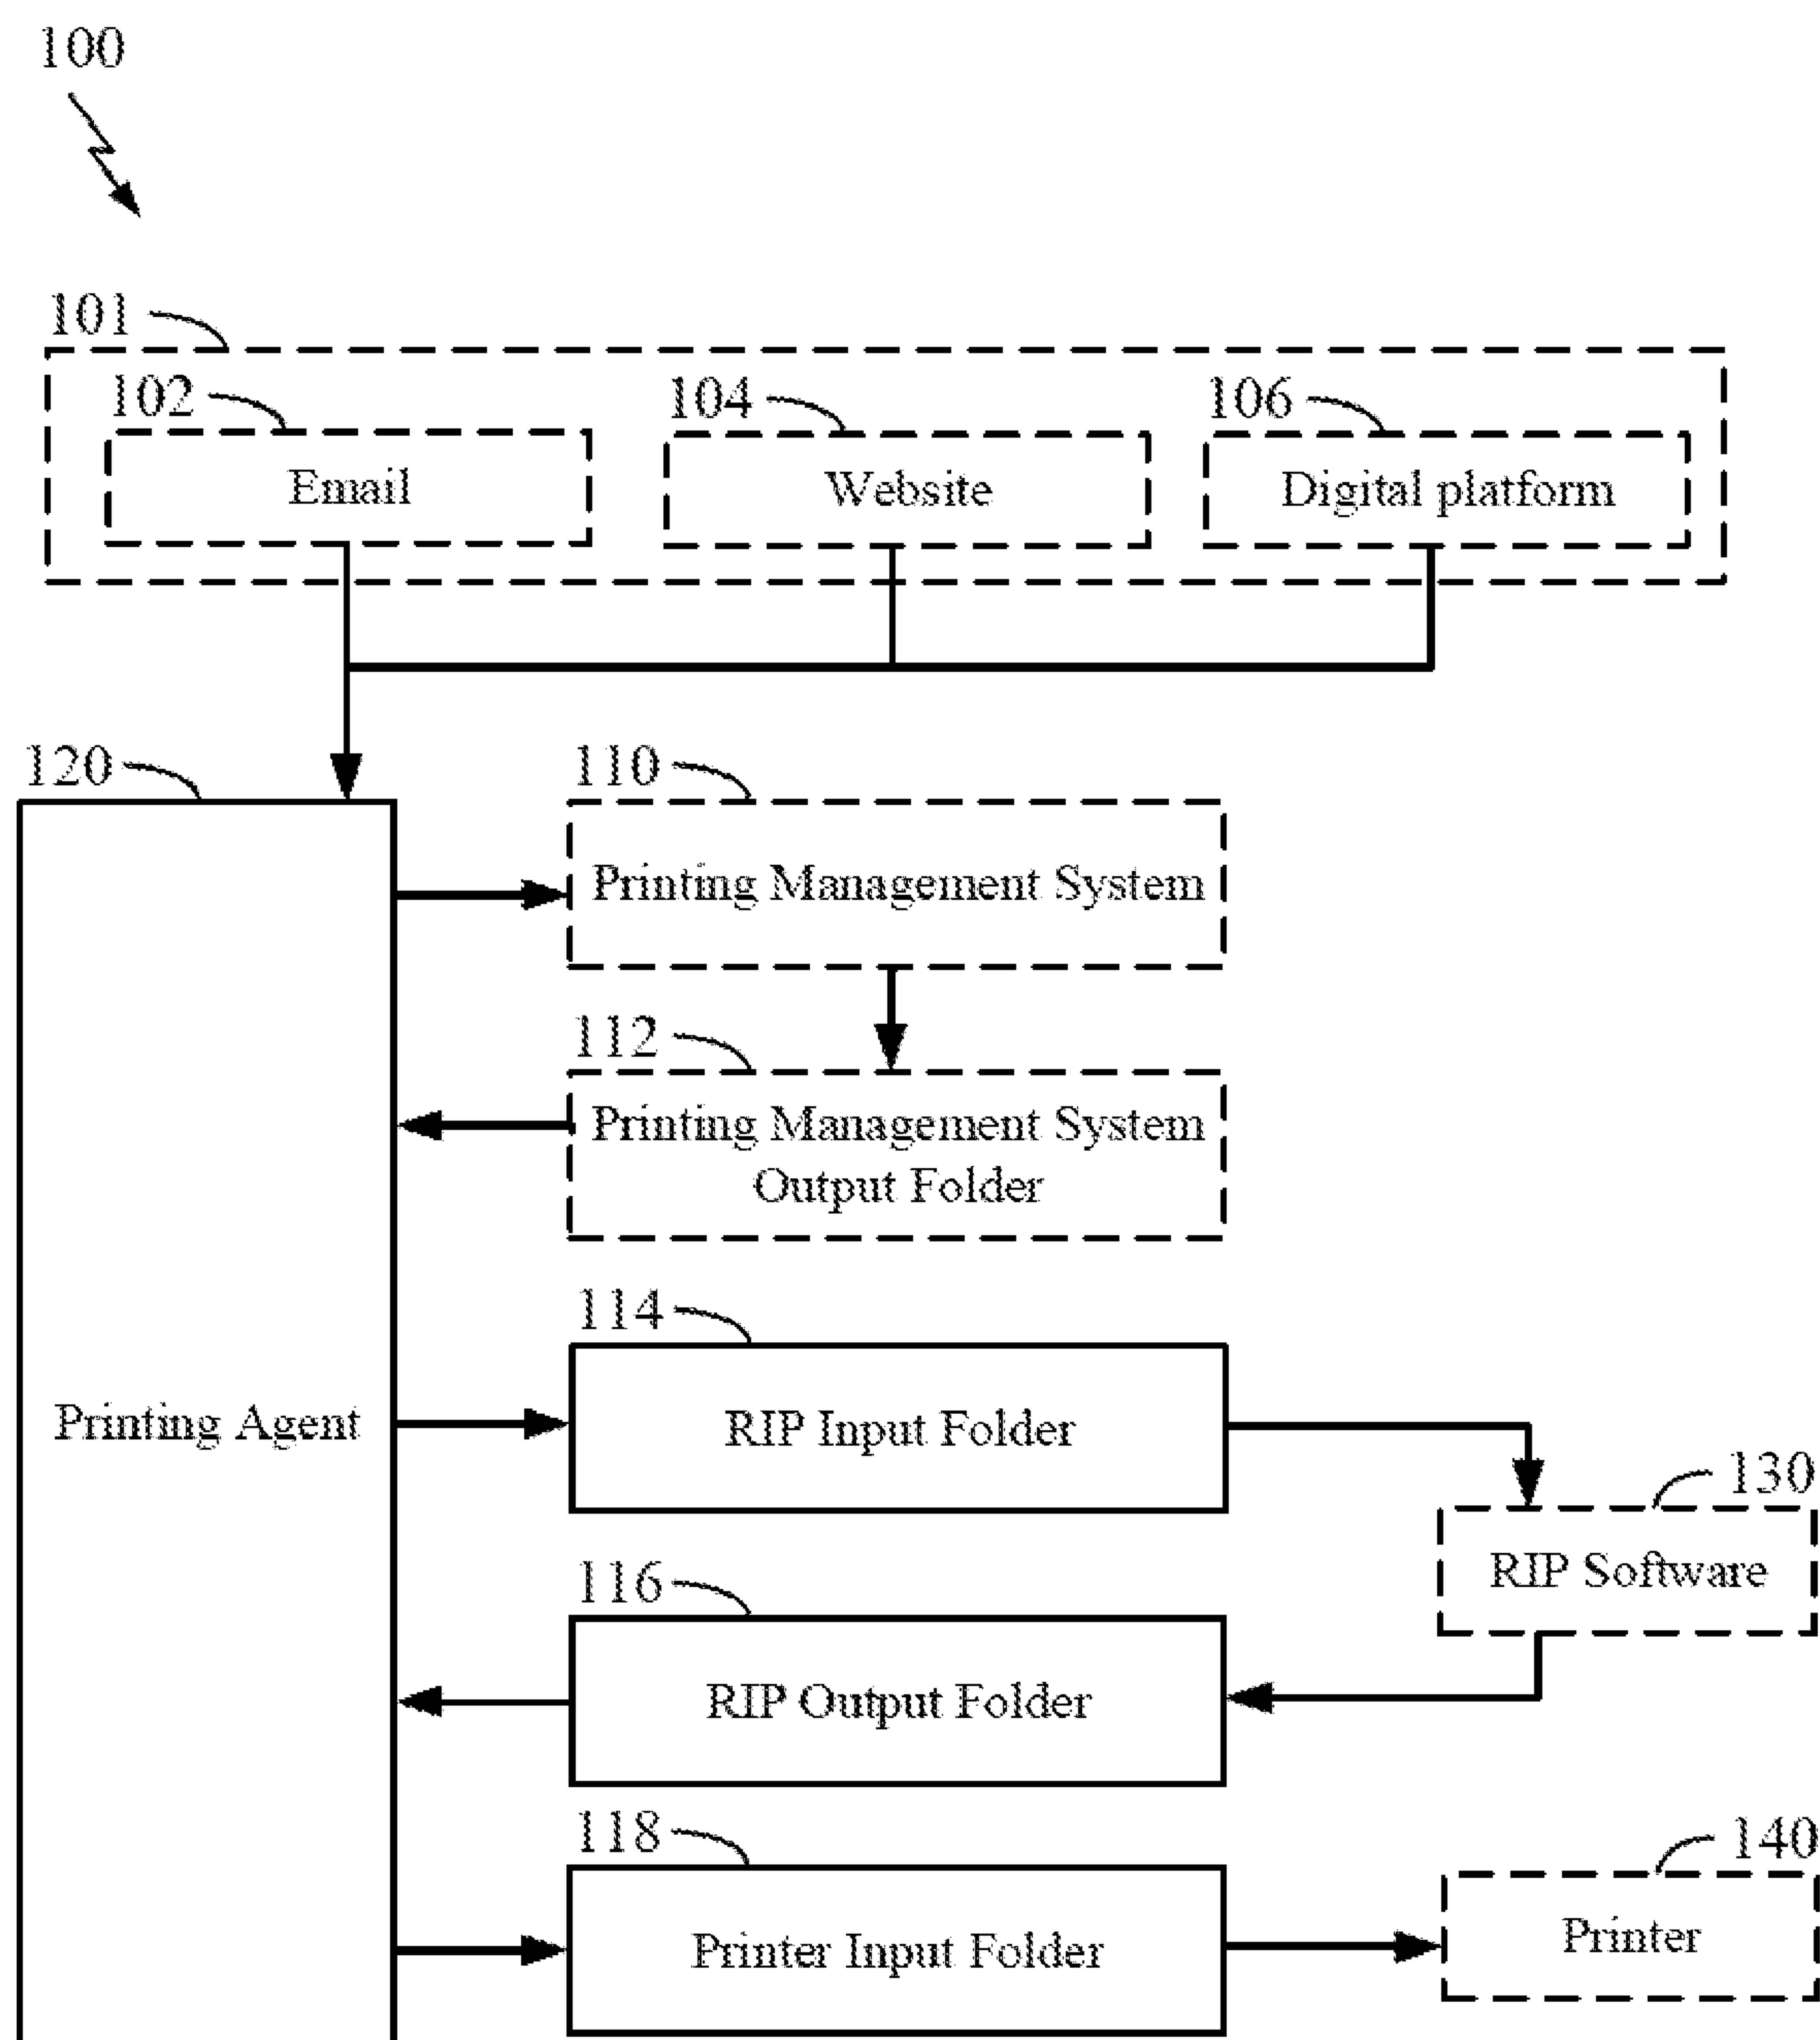 100
101
102
104
106
Email
Website
Digital platform
120
110
Printing Management System
112
Printing Management System
Output Folder
114
Printing Agent
RIP Input Folder
130
RIP Software
116
RIP Output Folder
118
140
Printer Input Folder
Printer